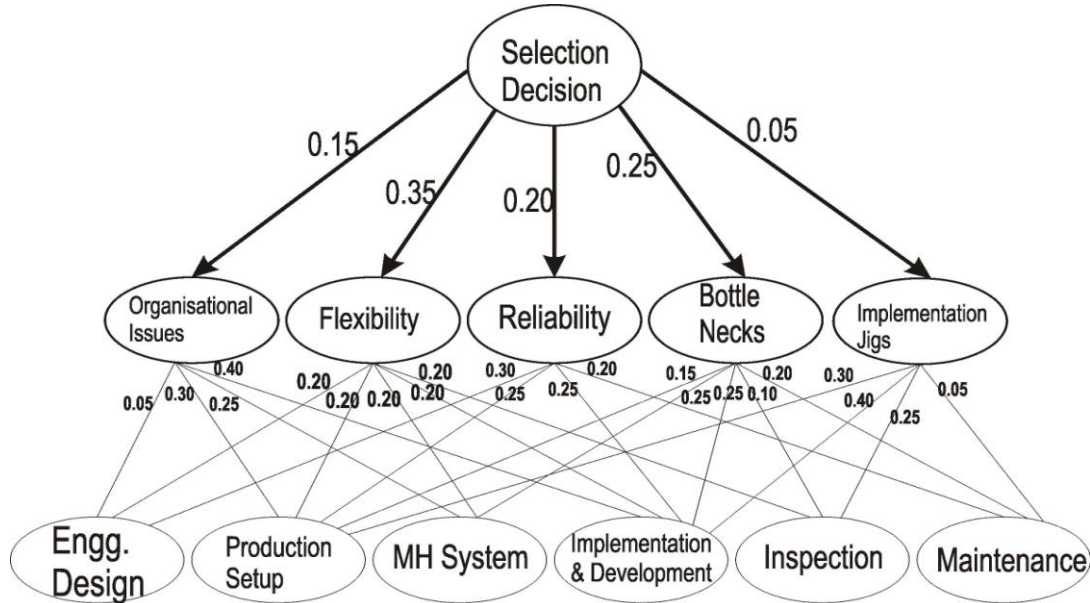 Selection
Decision
0.15
0.35
0.20
0.25
0.05
Organisational
Issues
Flexibility
Reliability
Bottle
Necks
Implementation
Jigs
0.40
0.05
0.30
0.25
0.20
0.20
0.20
0.20
0.20
0.30
0.25
0.25
0.20
0.15
0.25
0.25
0.10
0.20
0.30
0.40
0.25
0.05
Engg.
Design
Production
Setup
MH System
Implementation
& Development
Inspection
Maintenance